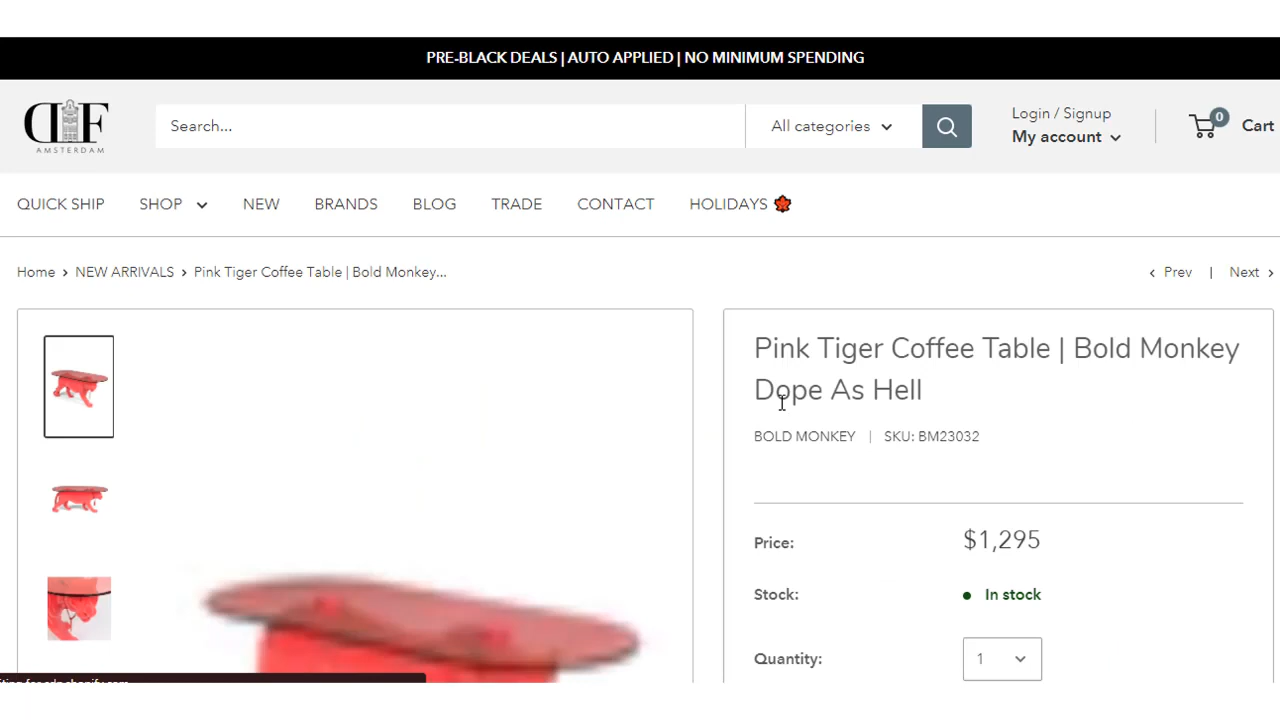 PRE-BLACK DEALS | AUTO APPLIED | NO MINIMUM SPENDING
DF
AMSTERDAM
Search...
All categories
Login / Signup
My account
0
Cart
QUICK SHIP
SHOP
NEW
BRANDS
BLOG
TRADE
CONTACT
HOLIDAYS 🍁
Home
NEW ARRIVALS
Pink Tiger Coffee Table | Bold Monkey...
Prev | Next
Pink Tiger Coffee Table | Bold Monkey
Dope As Hell
BOLD MONKEY | SKU: BM23032
Price: $1,295
Stock: In stock
Quantity: 1